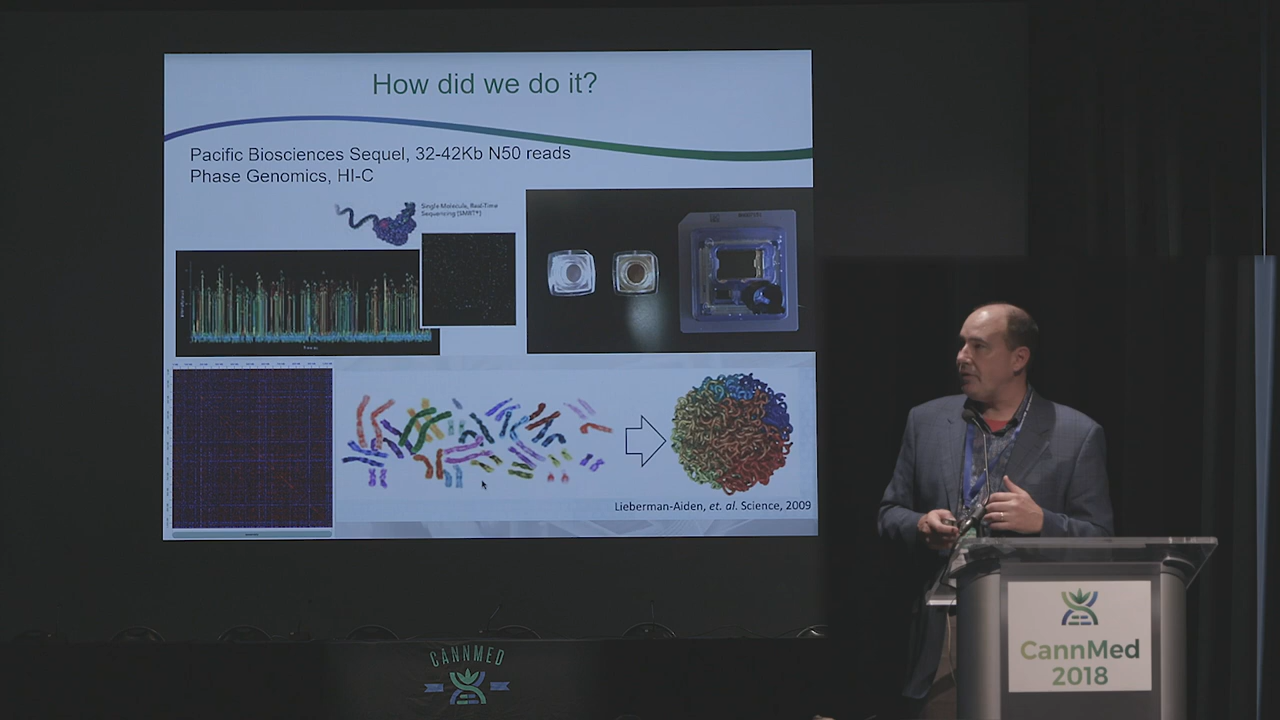 How did we do it?
Pacific Biosciences Sequel, 32-42Kb N50 reads
Phase Genomics, HI-C
Single Molecule, Real-Time
Sequencing (SMRT®)
Lieberman-Aiden, et. al. Science, 2009
CannMed
2018
CANNMED